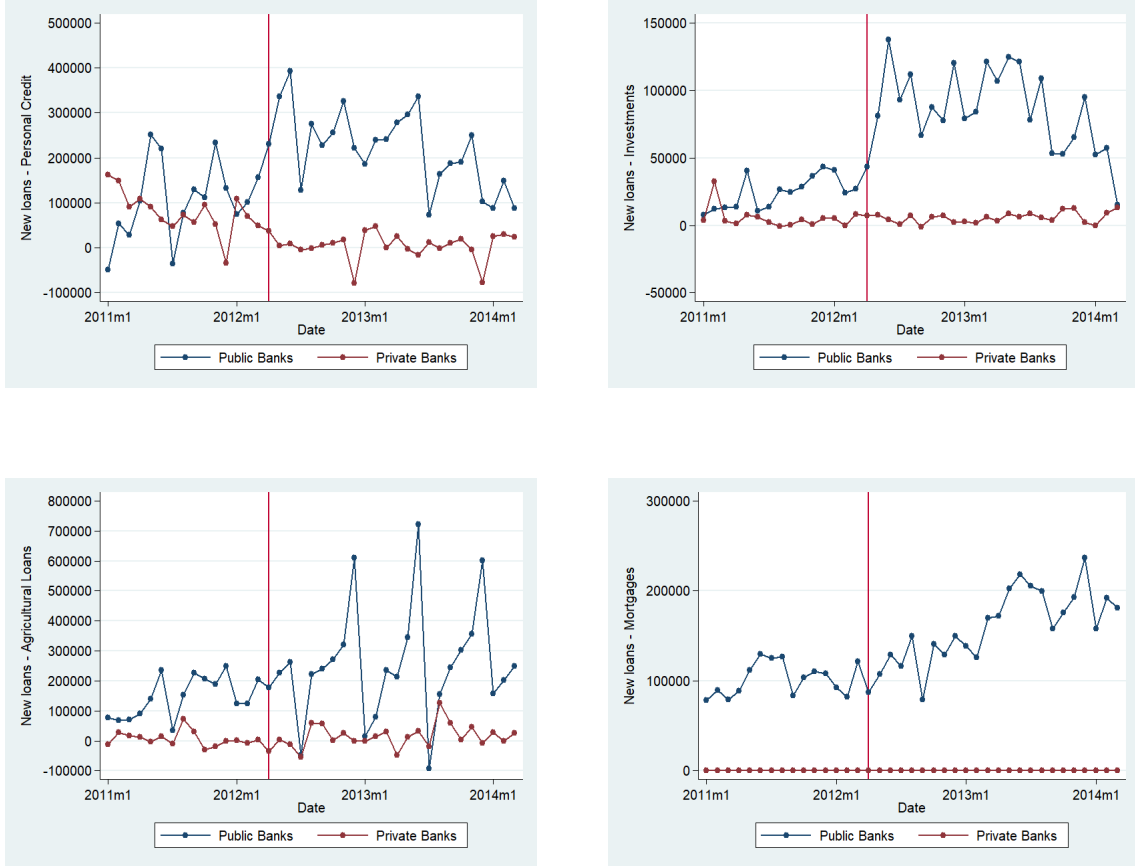 New loans - Personal Credit
500000
400000
300000
200000
100000
0
-100000
2011m1 2012m1 2013m1 2014m1
Date
Public Banks Private Banks
New loans - Investments
150000
100000
50000
0
-50000
2011m1 2012m1 2013m1 2014m1
Date
Public Banks Private Banks
New loans - Agricultural Loans
800000
700000
600000
500000
400000
300000
200000
100000
0
-100000
2011m1 2012m1 2013m1 2014m1
Date
Public Banks Private Banks
New loans - Mortgages
300000
200000
100000
0
2011m1 2012m1 2013m1 2014m1
Date
Public Banks Private Banks